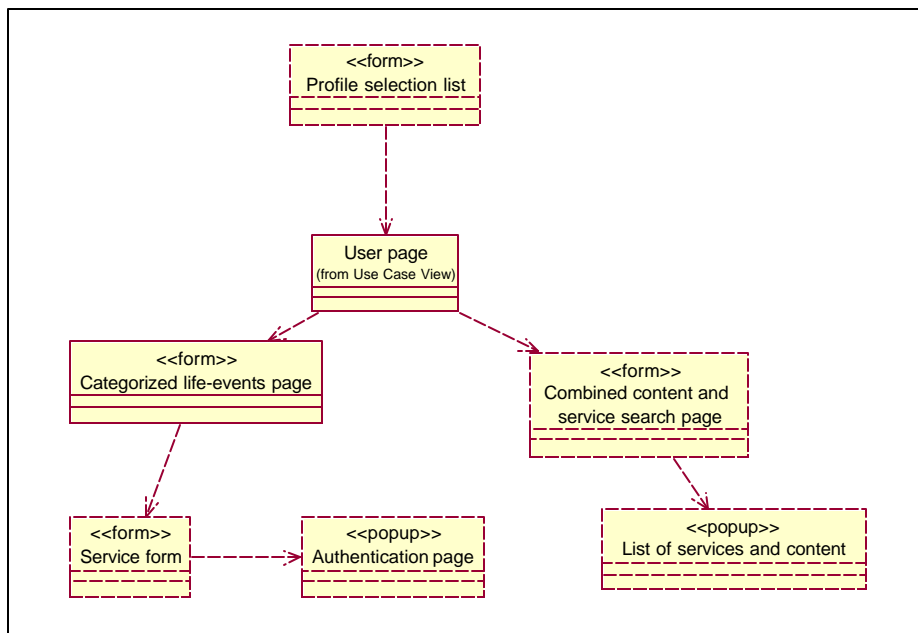 <<form>>
Profile selection list
User page
(from Use Case View)
<<form>>
Categorized life-events page
<<form>>
Combined content and
service search page
<<form>>
Service form
<<popup>>
Authentication page
<<popup>>
List of services and content